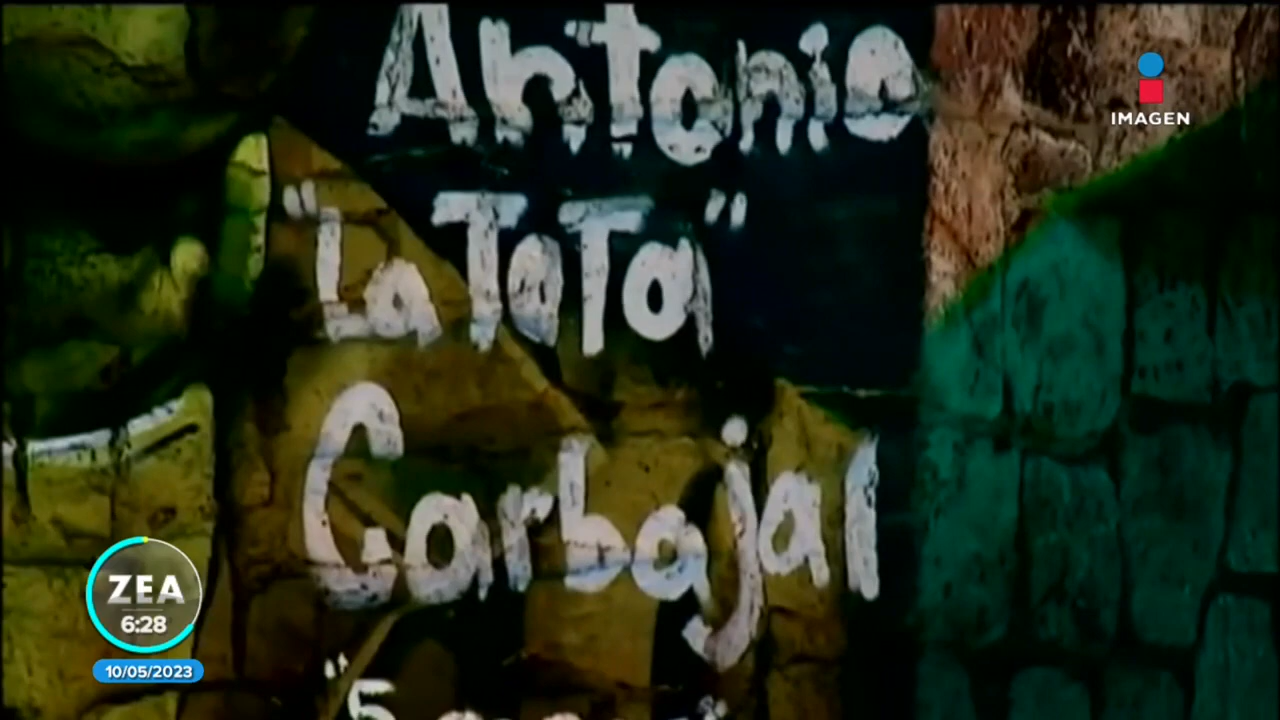 Antonio
"La Tota"
Carbajal
IMAGEN
ZEA
6:28
10/05/2023